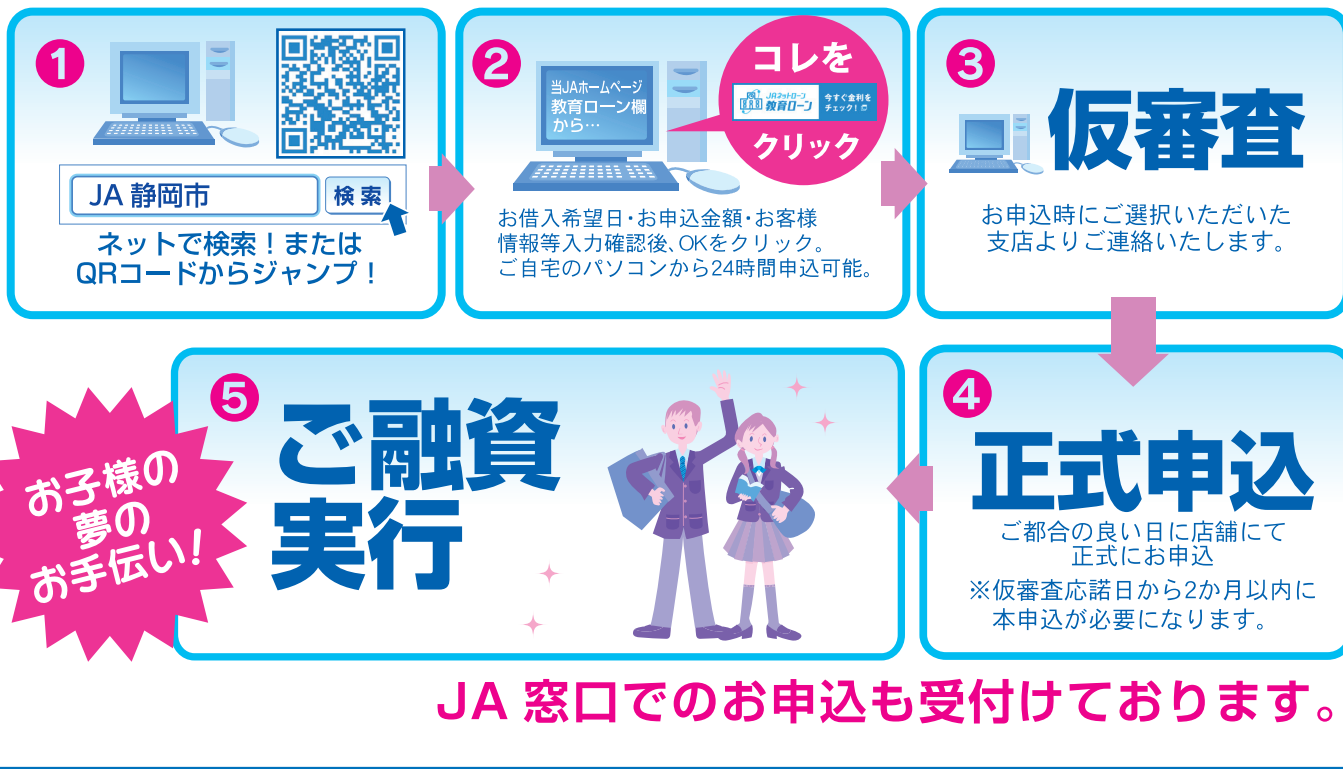 1
JA 静岡市
検索
ネットで検索！または
QRコードからジャンプ！
2
当JAホームページ
教育ローン欄
から…
コレを
JAネットローン
教育ローン
今すぐ金利を
チェック！
クリック
お借入希望日・お申込金額・お客様
情報等入力確認後、OKをクリック。
ご自宅のパソコンから24時間申込可能。
3
仮審査
お申込時にご選択いただいた
支店よりご連絡いたします。
4
正式申込
ご都合の良い日に店舗にて
正式にお申込
※仮審査応諾日から2か月以内に
本申込が必要になります。
5
ご融資
実行
お子様の
夢の
お手伝い！
JA 窓口でのお申込も受付けております。